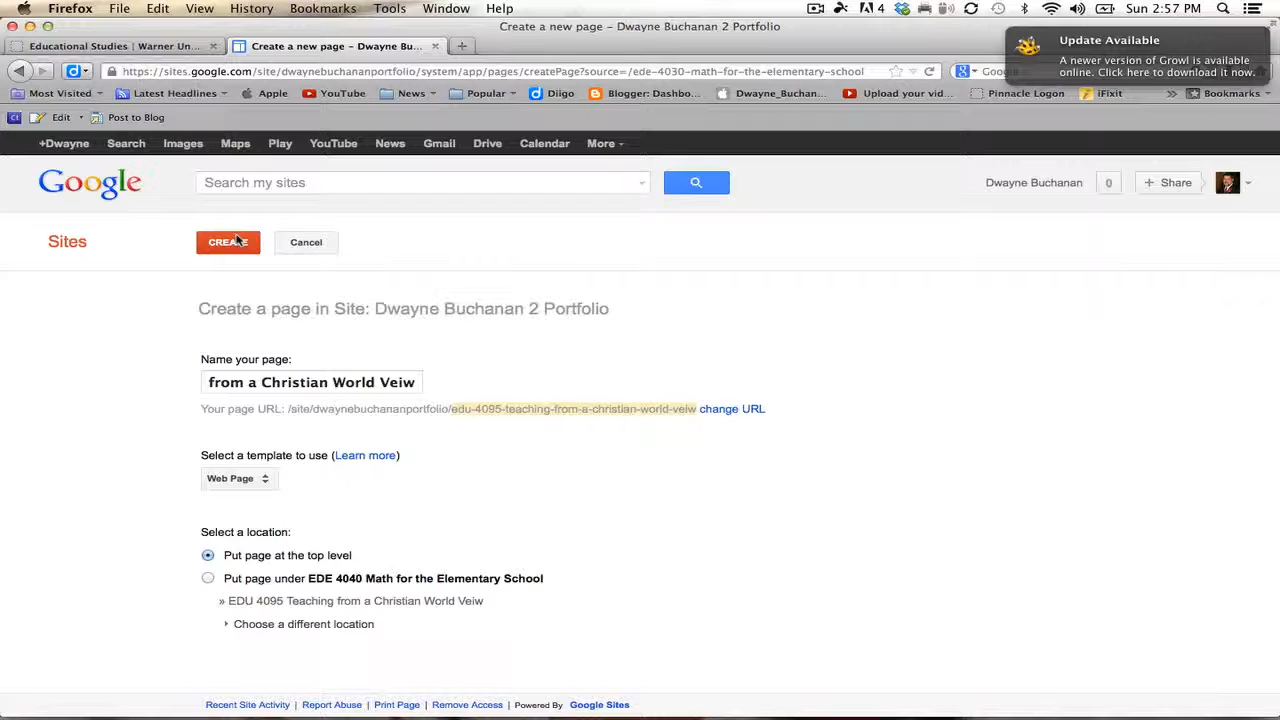 Firefox File Edit View History Bookmarks Tools Window Help 4 Sun 2:57 PM
Create a new page – Dwayne Buchanan 2 Portfolio
Educational Studies | Warner Un... Create a new page – Dwayne Bu...
Update Available
A newer version of Growl is available
online. Click here to download it now.
https://sites.google.com/site/dwaynebuchananportfolio/system/app/pages/createPage?source=/ede-4030-math-for-the-elementary-school
Most Visited Latest Headlines Apple YouTube News Popular Diigo Blogger: Dashbo... Dwayne_Buchan... Upload your vid... Pinnacle Logon iFixit » Bookmarks
Edit Post to Blog
+Dwayne Search Images Maps Play YouTube News Gmail Drive Calendar More
Google Search my sites Dwayne Buchanan 0 + Share
Sites CREATE Cancel
Create a page in Site: Dwayne Buchanan 2 Portfolio
Name your page:
from a Christian World Veiw
Your page URL: /site/dwaynebuchananportfolio/edu-4095-teaching-from-a-christian-world-veiw change URL
Select a template to use (Learn more)
Web Page
Select a location:
Put page at the top level
Put page under EDE 4040 Math for the Elementary School
» EDU 4095 Teaching from a Christian World Veiw
Choose a different location
Recent Site Activity | Report Abuse | Print Page | Remove Access | Powered By Google Sites